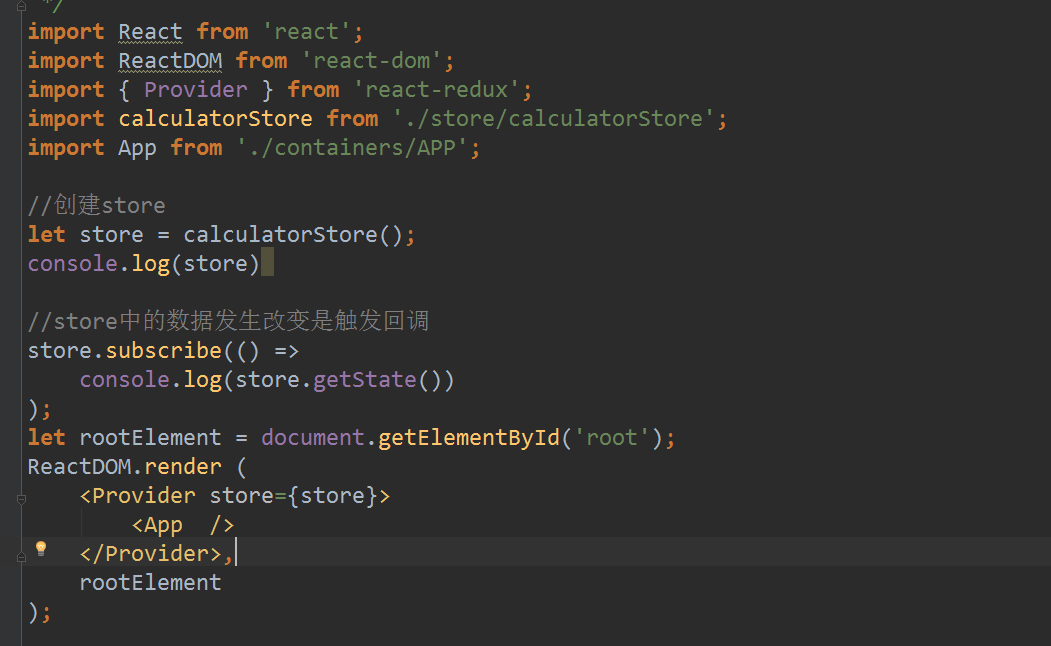 */
import React from 'react';
import ReactDOM from 'react-dom';
import { Provider } from 'react-redux';
import calculatorStore from './store/calculatorStore';
import App from './containers/APP';
//创建store
let store = calculatorStore();
console.log(store)
//store中的数据发生改变是触发回调
store.subscribe(() =>
    console.log(store.getState())
);
let rootElement = document.getElementById('root');
ReactDOM.render (
    <Provider store={store}>
        <App  />
    </Provider>,
    rootElement
);